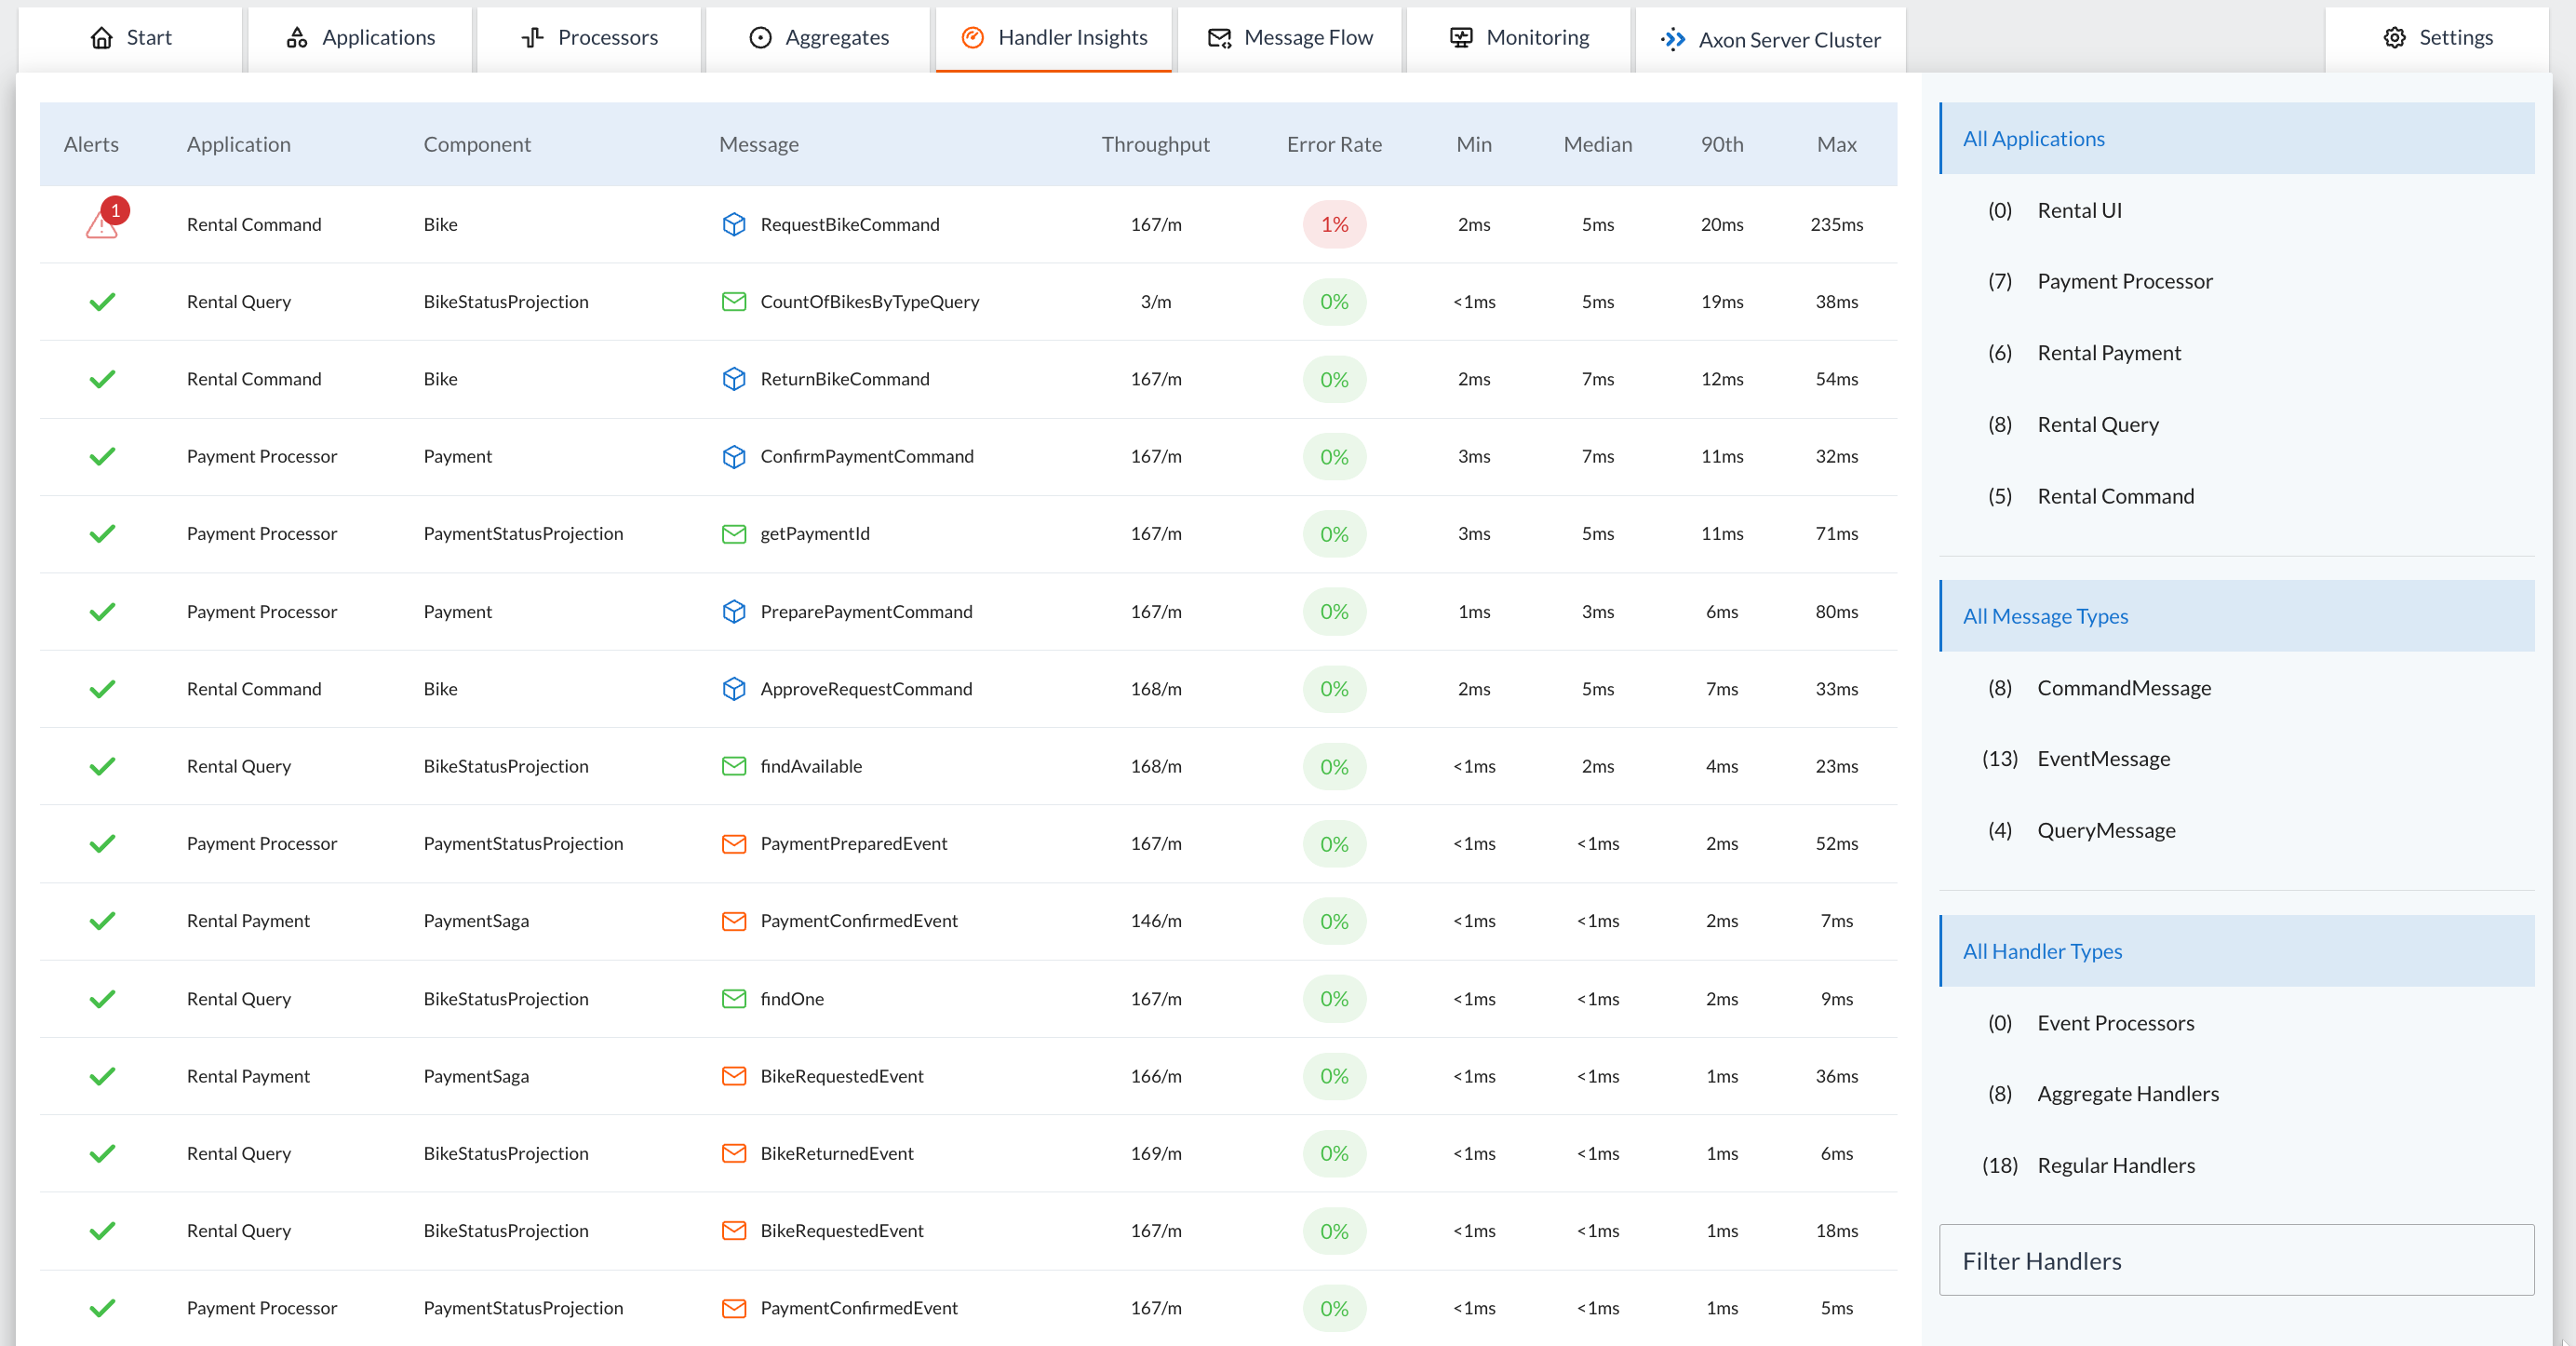 Start Applications Processors Aggregates Handler Insights Message Flow Monitoring Axon Server Cluster Settings
Alerts Application Component Message Throughput Error Rate Min Median 90th Max
1 Rental Command Bike RequestBikeCommand 167/m 1% 2ms 5ms 20ms 235ms
Rental Query BikeStatusProjection CountOfBikesByTypeQuery 3/m 0% <1ms 5ms 19ms 38ms
Rental Command Bike ReturnBikeCommand 167/m 0% 2ms 7ms 12ms 54ms
Payment Processor Payment ConfirmPaymentCommand 167/m 0% 3ms 7ms 11ms 32ms
Payment Processor PaymentStatusProjection getPaymentId 167/m 0% 3ms 5ms 11ms 71ms
Payment Processor Payment PreparePaymentCommand 167/m 0% 1ms 3ms 6ms 80ms
Rental Command Bike ApproveRequestCommand 168/m 0% 2ms 5ms 7ms 33ms
Rental Query BikeStatusProjection findAvailable 168/m 0% <1ms 2ms 4ms 23ms
Payment Processor PaymentStatusProjection PaymentPreparedEvent 167/m 0% <1ms <1ms 2ms 52ms
Rental Payment PaymentSaga PaymentConfirmedEvent 146/m 0% <1ms <1ms 2ms 7ms
Rental Query BikeStatusProjection findOne 167/m 0% <1ms <1ms 2ms 9ms
Rental Payment PaymentSaga BikeRequestedEvent 166/m 0% <1ms <1ms 1ms 36ms
Rental Query BikeStatusProjection BikeReturnedEvent 169/m 0% <1ms <1ms 1ms 6ms
Rental Query BikeStatusProjection BikeRequestedEvent 167/m 0% <1ms <1ms 1ms 18ms
Payment Processor PaymentStatusProjection PaymentConfirmedEvent 167/m 0% <1ms <1ms 1ms 5ms
All Applications
(0) Rental UI
(7) Payment Processor
(6) Rental Payment
(8) Rental Query
(5) Rental Command
All Message Types
(8) CommandMessage
(13) EventMessage
(4) QueryMessage
All Handler Types
(0) Event Processors
(8) Aggregate Handlers
(18) Regular Handlers
Filter Handlers